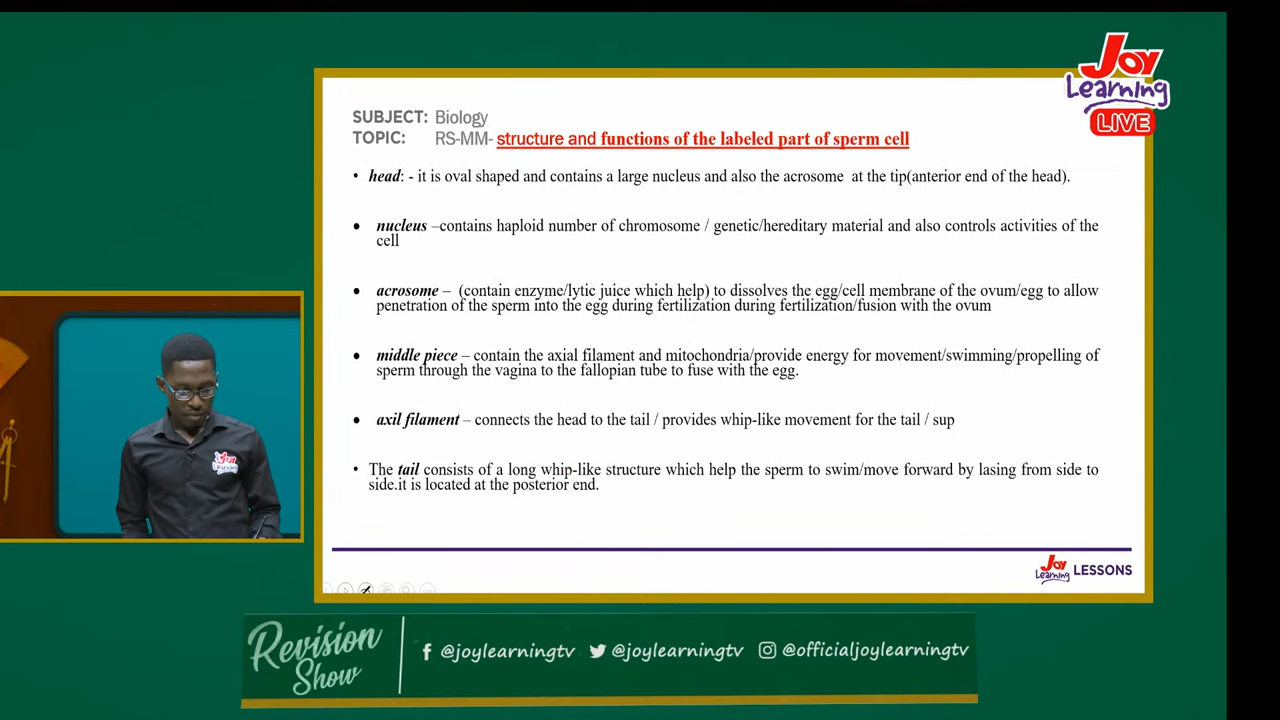 Joy
Learning
LIVE
SUBJECT: Biology
TOPIC: RS-MM- structure and functions of the labeled part of sperm cell
• head: - it is oval shaped and contains a large nucleus and also the acrosome at the tip(anterior end of the head).
• nucleus –contains haploid number of chromosome / genetic/hereditary material and also controls activities of the
cell
• acrosome – (contain enzyme/lytic juice which help) to dissolves the egg/cell membrane of the ovum/egg to allow
penetration of the sperm into the egg during fertilization during fertilization/fusion with the ovum
• middle piece – contain the axial filament and mitochondria/provide energy for movement/swimming/propelling of
sperm through the vagina to the fallopian tube to fuse with the egg.
• axil filament – connects the head to the tail / provides whip-like movement for the tail / sup
• The tail consists of a long whip-like structure which help the sperm to swim/move forward by lasing from side to
side.it is located at the posterior end.
Joy
Learning LESSONS
Joy
Learning
Revision
Show
@joylearningtv @joylearningtv @officialjoylearningtv